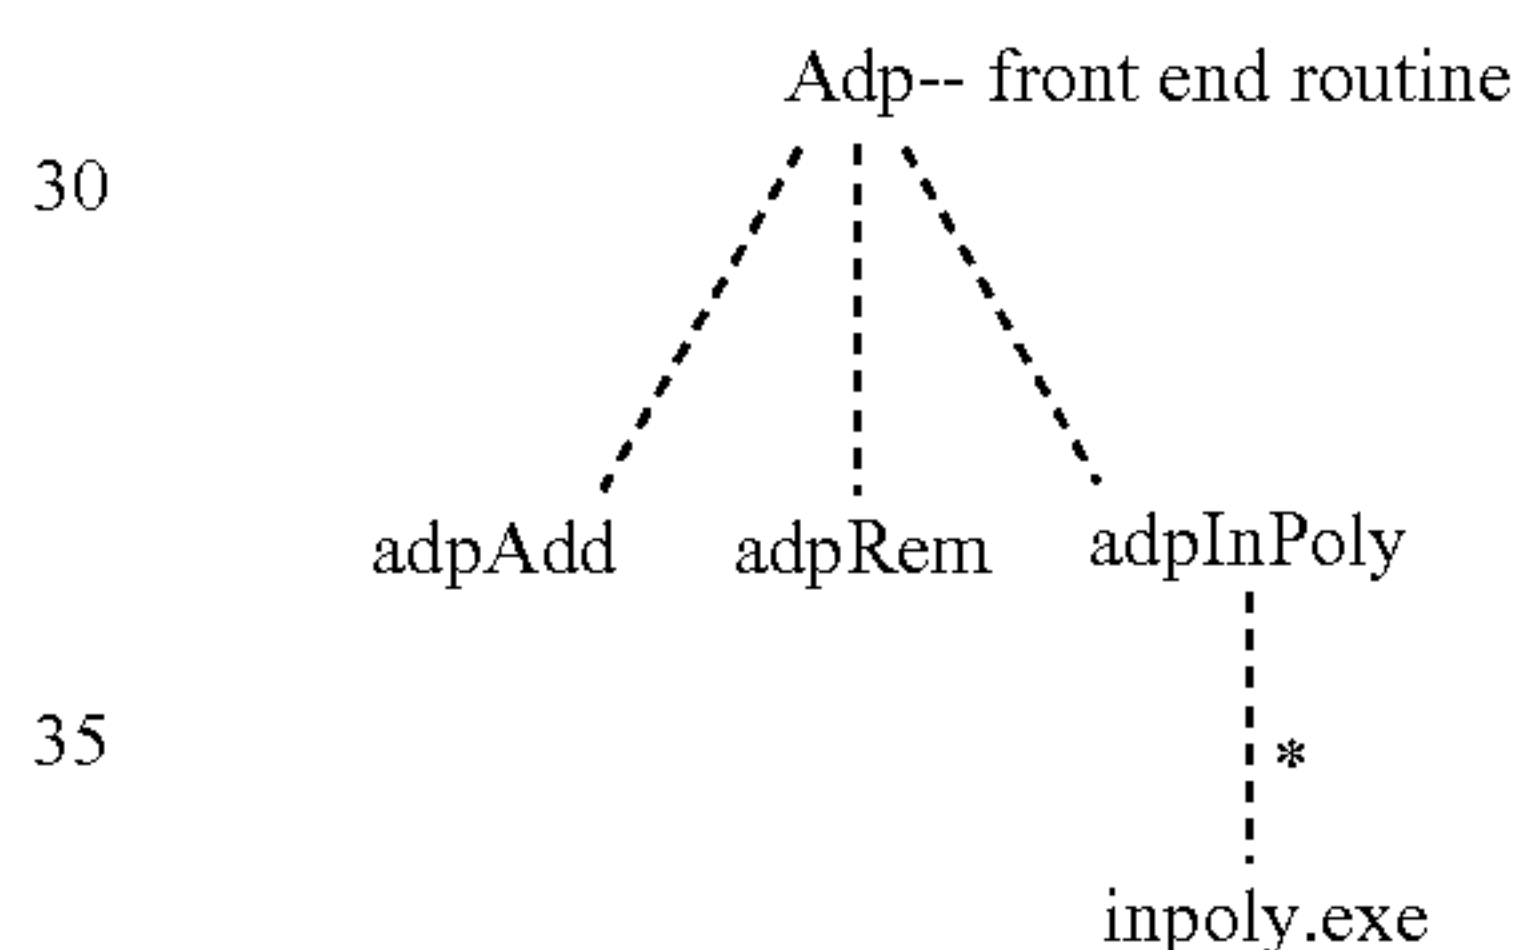 Adp-- front end routine
30
adpAdd adpRem adpInPoly
35
*
inpoly.exe